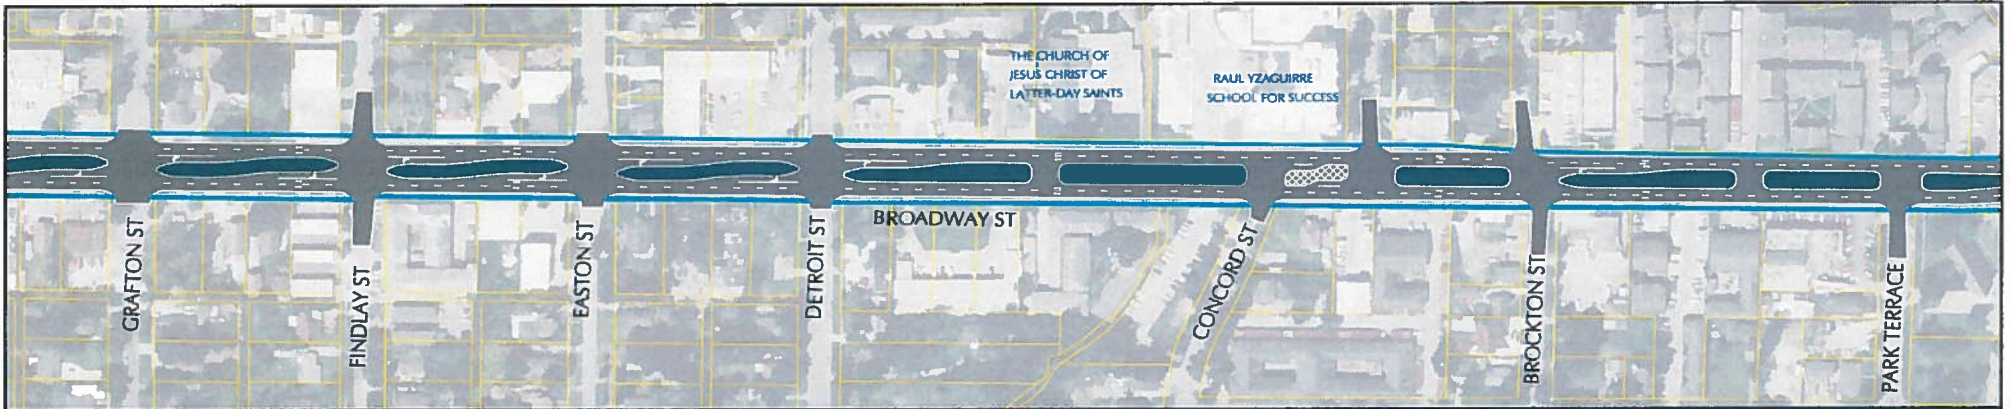 THE CHURCH OF
JESUS CHRIST OF
LATTER-DAY SAINTS
RAUL YZAGUIRRE
SCHOOL FOR SUCCESS
BROADWAY ST
GRAFTON ST
FINDLAY ST
EASTON ST
DETROIT ST
CONCORD ST
BROCKTON ST
PARK TERRACE